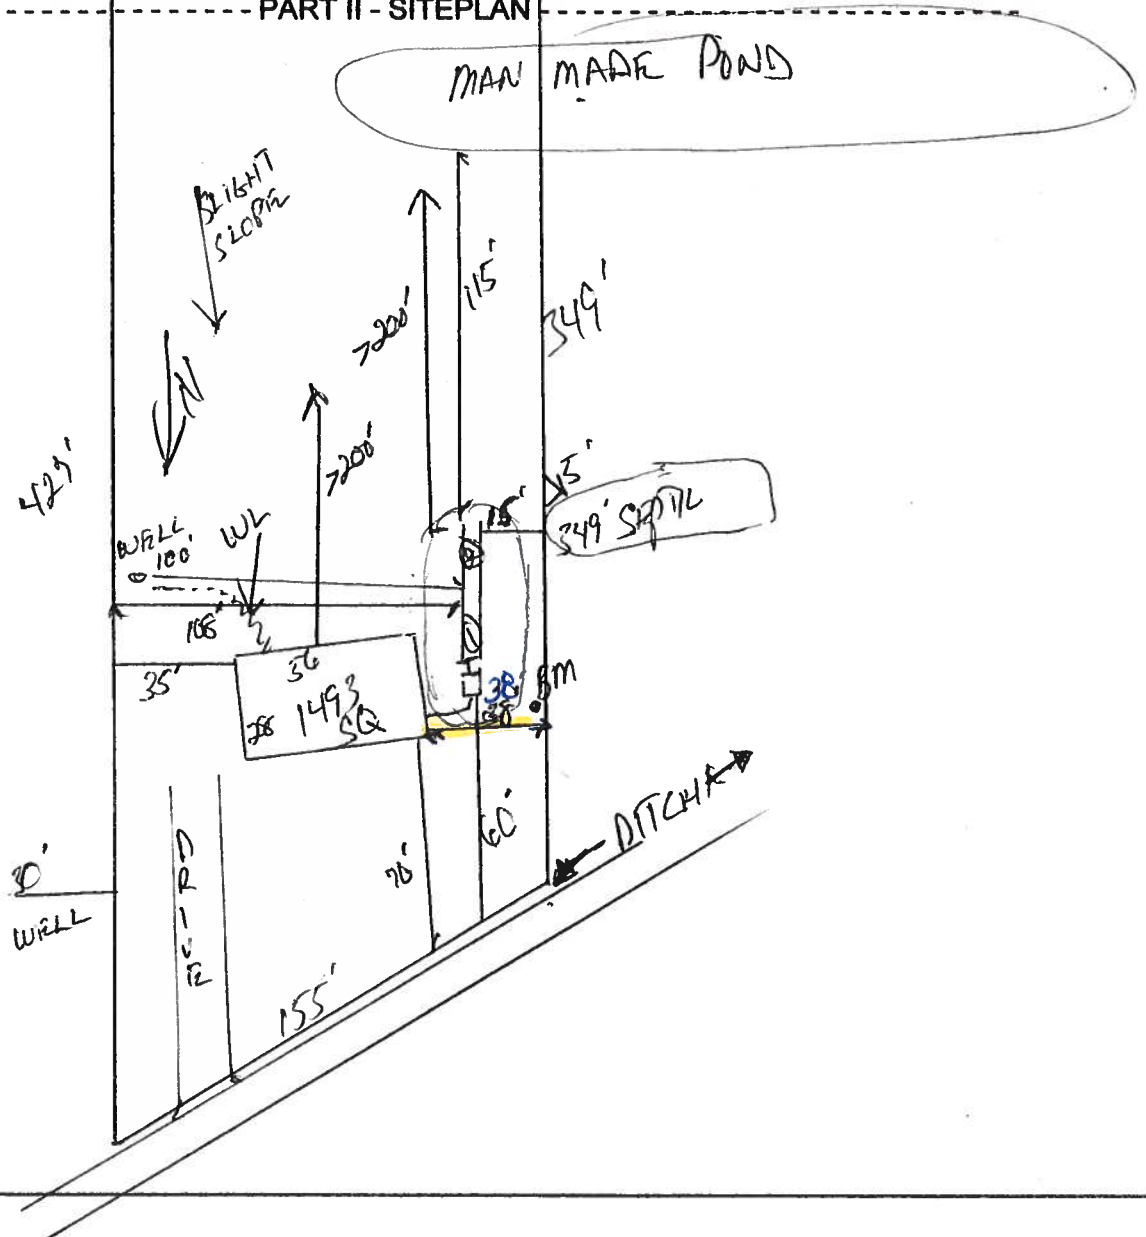 PART II - SITEPLAN
MAN MADE POND
SLIGHT
SLOPE
115'
>200'
349'
N
>200'
423'
5'
15'
349' SEPTIC
WELL
100'
WL
108'
35'
36
1493
SQ
28
38
BM
60'
70'
DITCH
30'
WELL
DRIVE
155'